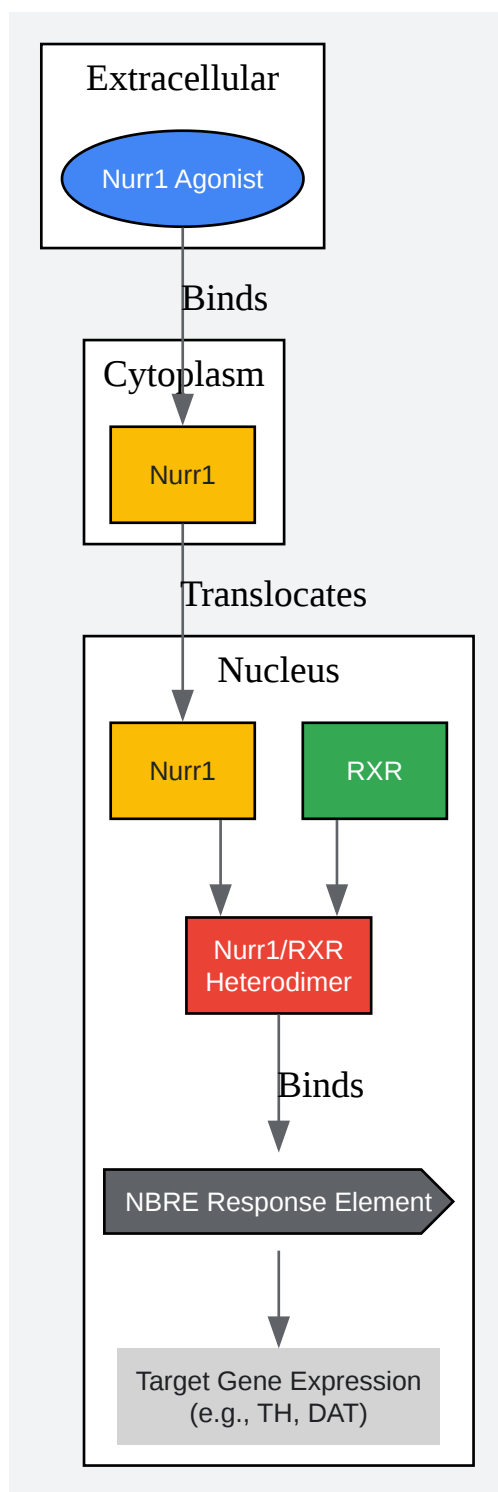 Extracellular
Nurr1 Agonist
Binds
Cytoplasm
Nurr1
Translocates
Nucleus
Nurr1
RXR
Nurr1/RXR
Heterodimer
Binds
NBRE Response Element
Target Gene Expression
(e.g., TH, DAT)